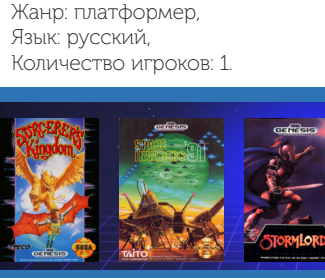 Жанр: платформер,
Язык: русский,
Количество игроков: 1.
SORCERER'S
Kingdom
GENESIS
SEGA
GENESIS
SPACE
INVADERS 91
TAITO
GENESIS
STORMLORD